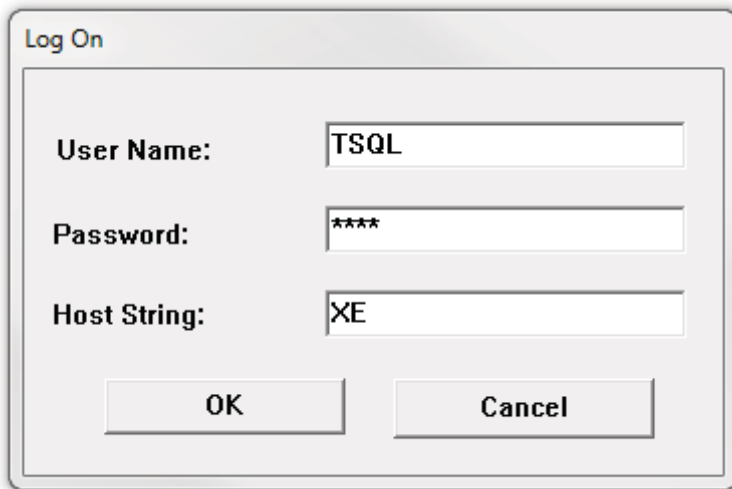 Log On
User Name: TSQL
Password: ****
Host String: XE
OK Cancel